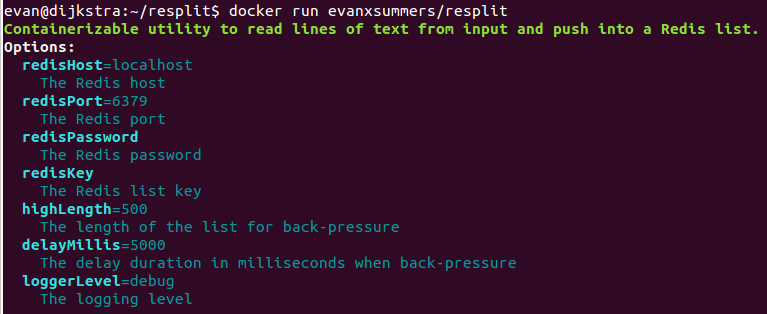 evan@dijkstra:~/resplit$ docker run evanxsummers/resplit
Containerizable utility to read lines of text from input and push into a Redis list.
Options:
  redisHost=localhost
    The Redis host
  redisPort=6379
    The Redis port
  redisPassword
    The Redis password
  redisKey
    The Redis list key
  highLength=500
    The length of the list for back-pressure
  delayMillis=5000
    The delay duration in milliseconds when back-pressure
  loggerLevel=debug
    The logging level